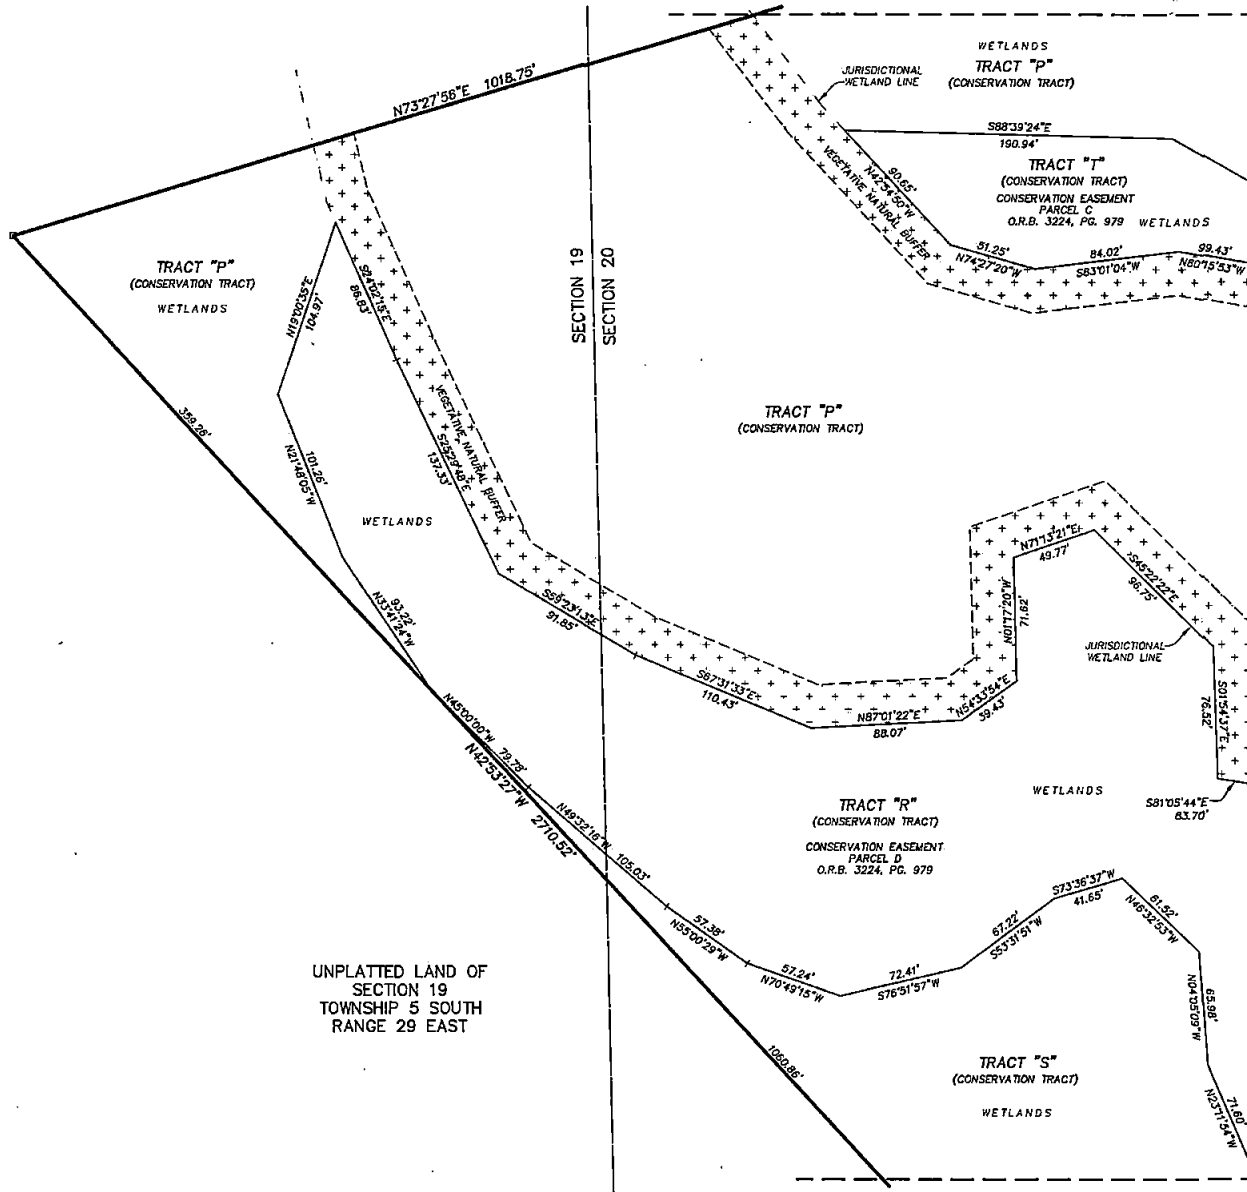 WETLANDS
TRACT "P"
(CONSERVATION TRACT)
JURISDICTIONAL
WETLAND LINE
N73°27'56"E 1018.75'
S88°39'24"E
190.94'
TRACT "T"
(CONSERVATION TRACT)
CONSERVATION EASEMENT
PARCEL C
O.R.B. 3224, PG. 979
WETLANDS
90.65'
N42°54'50"W
VEGETATIVE NATURAL BUFFER
51.25'
N74°27'20"W
84.02'
S83°01'04"W
99.43'
N80°15'53"W
TRACT "P"
(CONSERVATION TRACT)
WETLANDS
N19°00'35"E
104.97'
S24°02'15"E
86.83'
SECTION 19
SECTION 20
359.26'
101.26'
N21°48'05"W
VEGETATIVE NATURAL BUFFER
S25°29'48"E
137.33'
TRACT "P"
(CONSERVATION TRACT)
WETLANDS
N71°13'21"E
49.77'
S45°22'22"E
96.75'
N01°17'20"W
71.62'
93.22'
N33°41'24"W
S59°23'13"E
91.85'
JURISDICTIONAL
WETLAND LINE
S67°31'33"E
110.43'
N87°01'22"E
88.07'
N54°33'54"E
39.43'
S01°54'37"E
76.52'
N45°00'00"W
79.78'
N42°53'27"W 2710.52'
S81°05'44"E
83.70'
WETLANDS
TRACT "R"
(CONSERVATION TRACT)
CONSERVATION EASEMENT
PARCEL D
O.R.B. 3224, PG. 979
N49°32'16"W
105.03'
57.38'
N55°00'29"W
57.24'
N70°49'15"W
72.41'
S76°51'57"W
67.22'
S53°31'51"W
S73°36'37"W
41.65'
61.52'
N46°32'53"W
65.98'
N04°05'09"W
UNPLATTED LAND OF
SECTION 19
TOWNSHIP 5 SOUTH
RANGE 29 EAST
1060.86'
TRACT "S"
(CONSERVATION TRACT)
WETLANDS
71.60'
N23°11'54"W